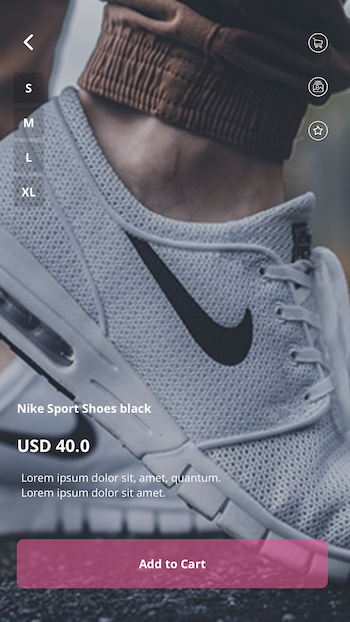 S
M
L
XL
Nike Sport Shoes black
USD 40.0
Lorem ipsum dolor sit, amet, quantum.
Lorem ipsum dolor sit amet.
Add to Cart